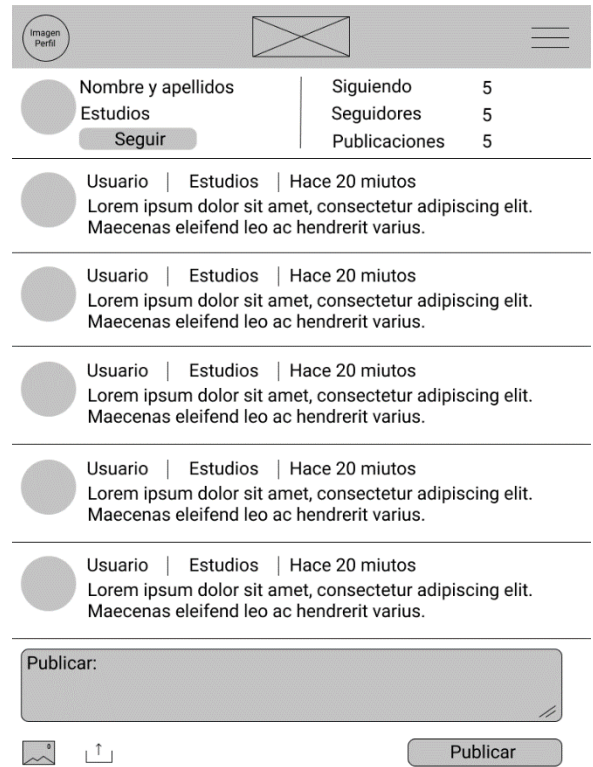 Imagen
Perfil
Nombre y apellidos
Estudios
Seguir
Siguiendo 5
Seguidores 5
Publicaciones 5
Usuario | Estudios | Hace 20 miutos
Lorem ipsum dolor sit amet, consectetur adipiscing elit.
Maecenas eleifend leo ac hendrerit varius.
Usuario | Estudios | Hace 20 miutos
Lorem ipsum dolor sit amet, consectetur adipiscing elit.
Maecenas eleifend leo ac hendrerit varius.
Usuario | Estudios | Hace 20 miutos
Lorem ipsum dolor sit amet, consectetur adipiscing elit.
Maecenas eleifend leo ac hendrerit varius.
Usuario | Estudios | Hace 20 miutos
Lorem ipsum dolor sit amet, consectetur adipiscing elit.
Maecenas eleifend leo ac hendrerit varius.
Usuario | Estudios | Hace 20 miutos
Lorem ipsum dolor sit amet, consectetur adipiscing elit.
Maecenas eleifend leo ac hendrerit varius.
Publicar:
Publicar